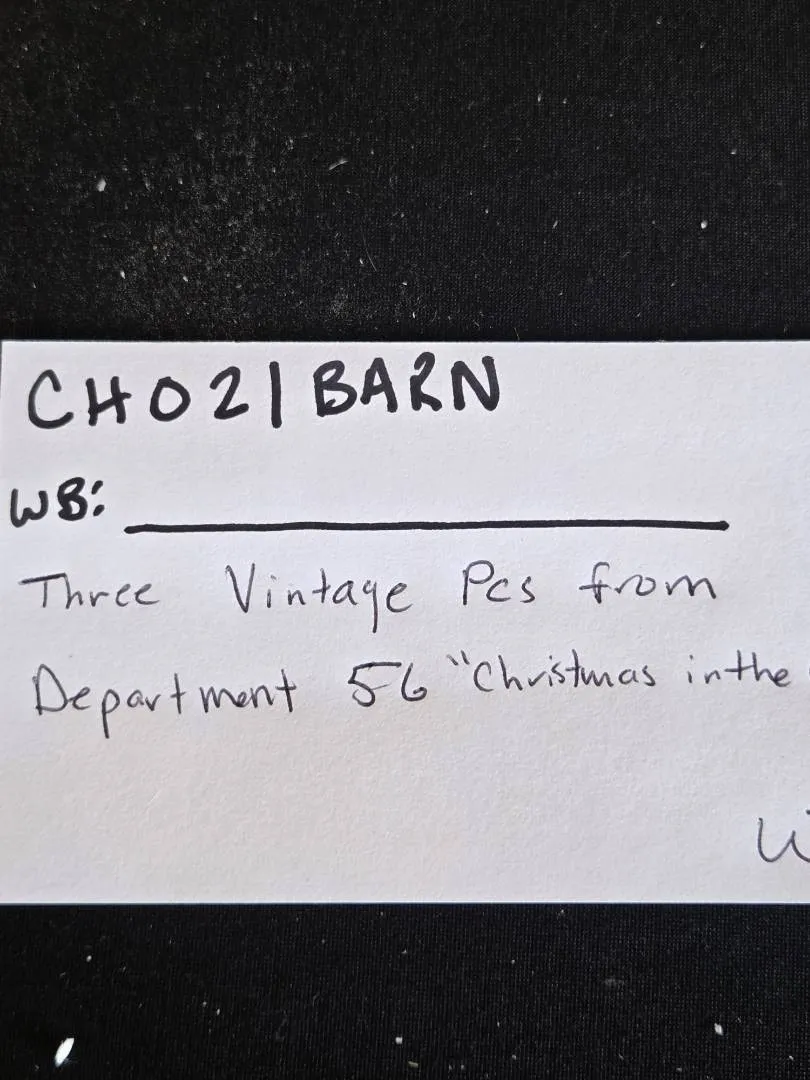 CH021BARN
WB:
Three Vintage Pcs from
Department 56 "Christmas in the
W